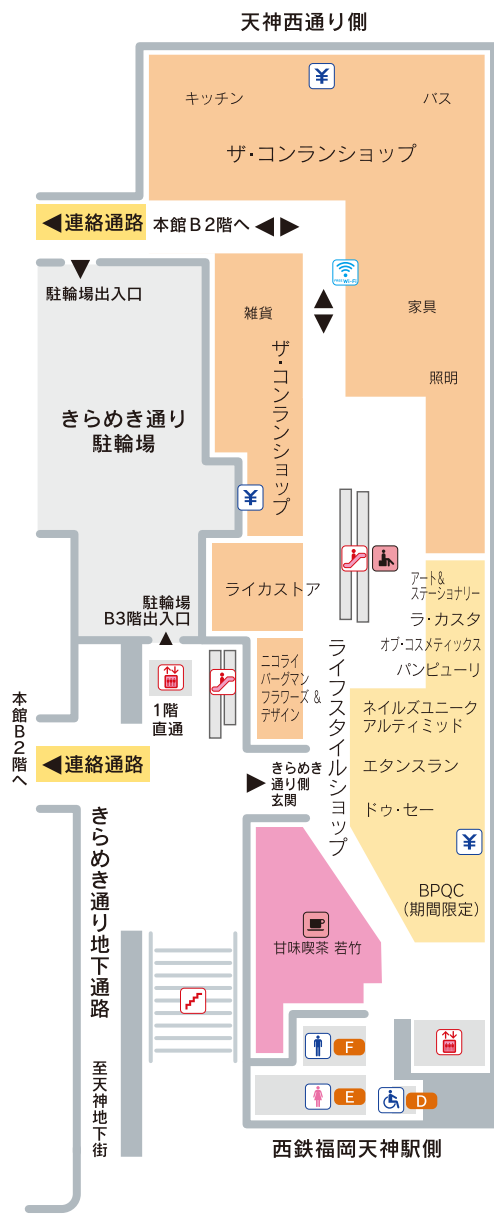 天神西通り側
¥
キッチン
バス
ザ・コンランショップ
連絡通路
本館B2階へ
駐輪場出入口
Wi-Fi
雑貨
家具
ザ・コンランショップ
照明
きらめき通り
駐輪場
¥
アート&
ステーショナリー
ライカストア
ラ・カスタ
駐輪場
B3階出入口
オブ・コスメティックス
パンピューリ
ニコライ
バーグマン
フラワーズ &
デザイン
ライフスタイルショップ
1階
直通
ネイルズユニーク
アルティミッド
本館B2階へ
連絡通路
きらめき
通り側
玄関
エタンスラン
ドゥ・セー
¥
きらめき通り地下通路
BPQC
(期間限定)
甘味喫茶 若竹
F
至天神地下街
E
D
西鉄福岡天神駅側